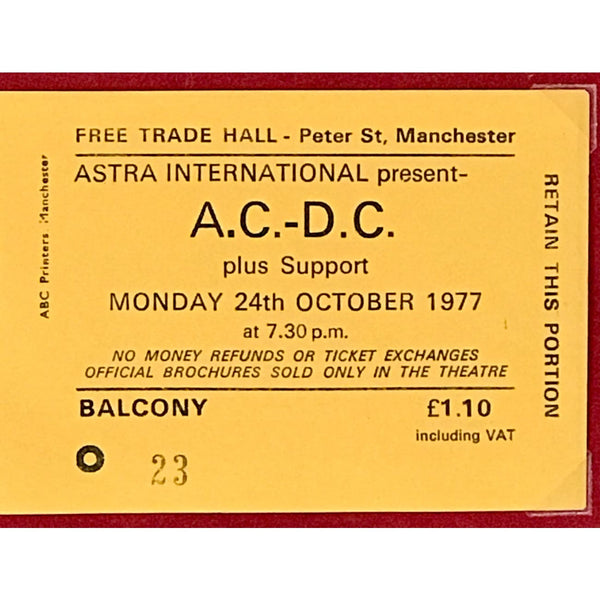 FREE TRADE HALL - Peter St, Manchester
ASTRA INTERNATIONAL present-
A.C.-D.C.
plus Support
MONDAY 24th OCTOBER 1977
at 7.30 p.m.
NO MONEY REFUNDS OR TICKET EXCHANGES
OFFICIAL BROCHURES SOLD ONLY IN THE THEATRE
BALCONY £1.10
including VAT
O 23
ABC Printers Manchester
RETAIN THIS PORTION